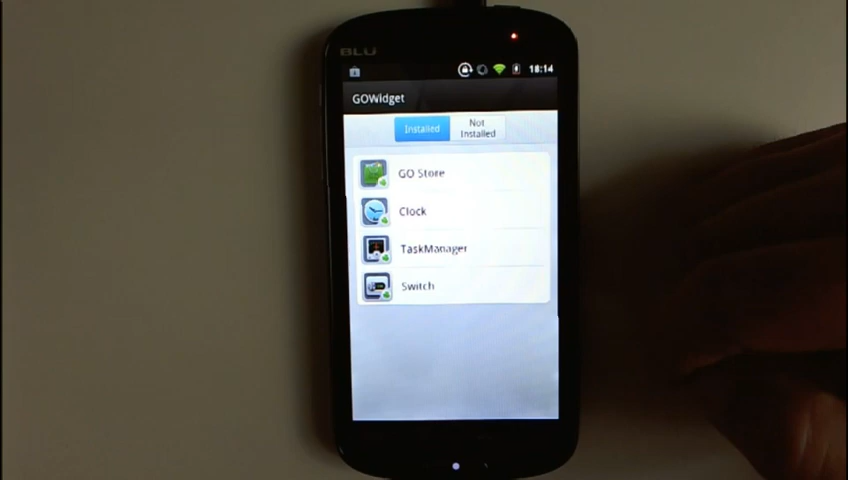 BLU
18:14
GOWidget
Installed
Not
Installed
GO Store
Clock
TaskManager
Switch